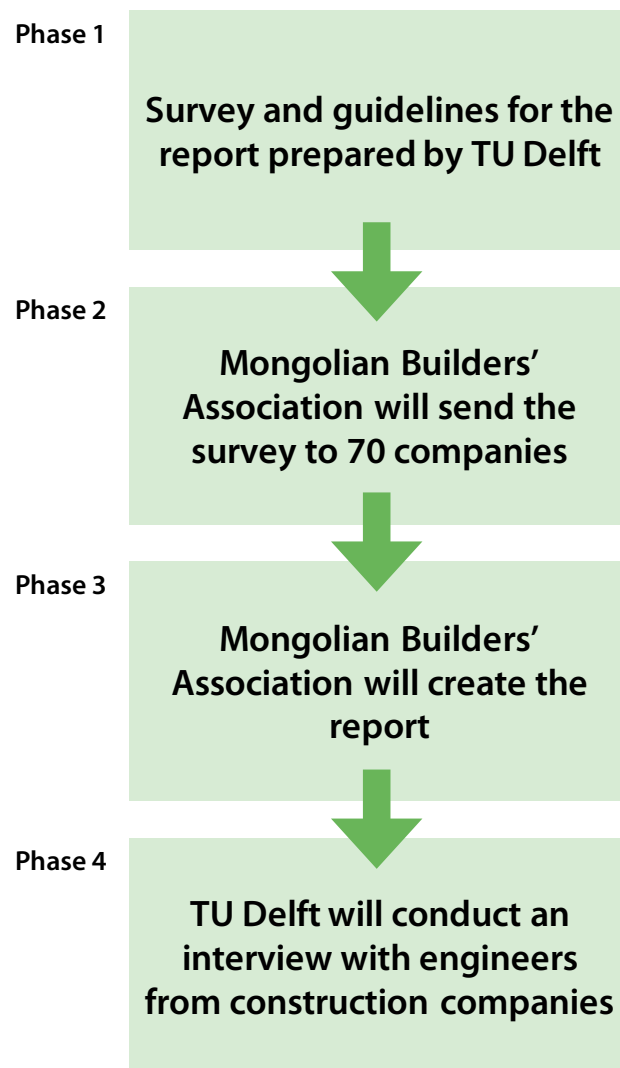 Phase 1
Survey and guidelines for the
report prepared by TU Delft
Phase 2
Mongolian Builders’
Association will send the
survey to 70 companies
Phase 3
Mongolian Builders’
Association will create the
report
Phase 4
TU Delft will conduct an
interview with engineers
from construction companies